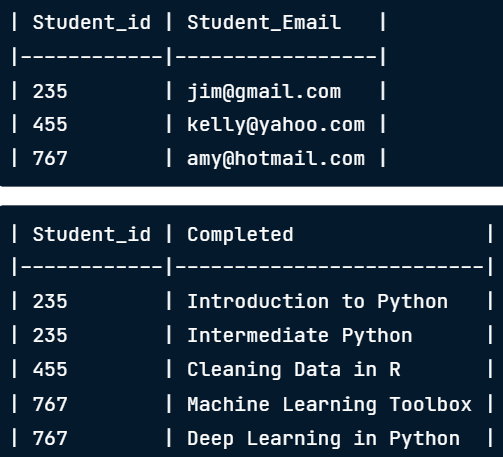 | Student_id | Student_Email   |
|------------|-----------------|
| 235        | jim@gmail.com   |
| 455        | kelly@yahoo.com |
| 767        | amy@hotmail.com |
| Student_id | Completed                |
|------------|--------------------------|
| 235        | Introduction to Python   |
| 235        | Intermediate Python      |
| 455        | Cleaning Data in R       |
| 767        | Machine Learning Toolbox |
| 767        | Deep Learning in Python  |